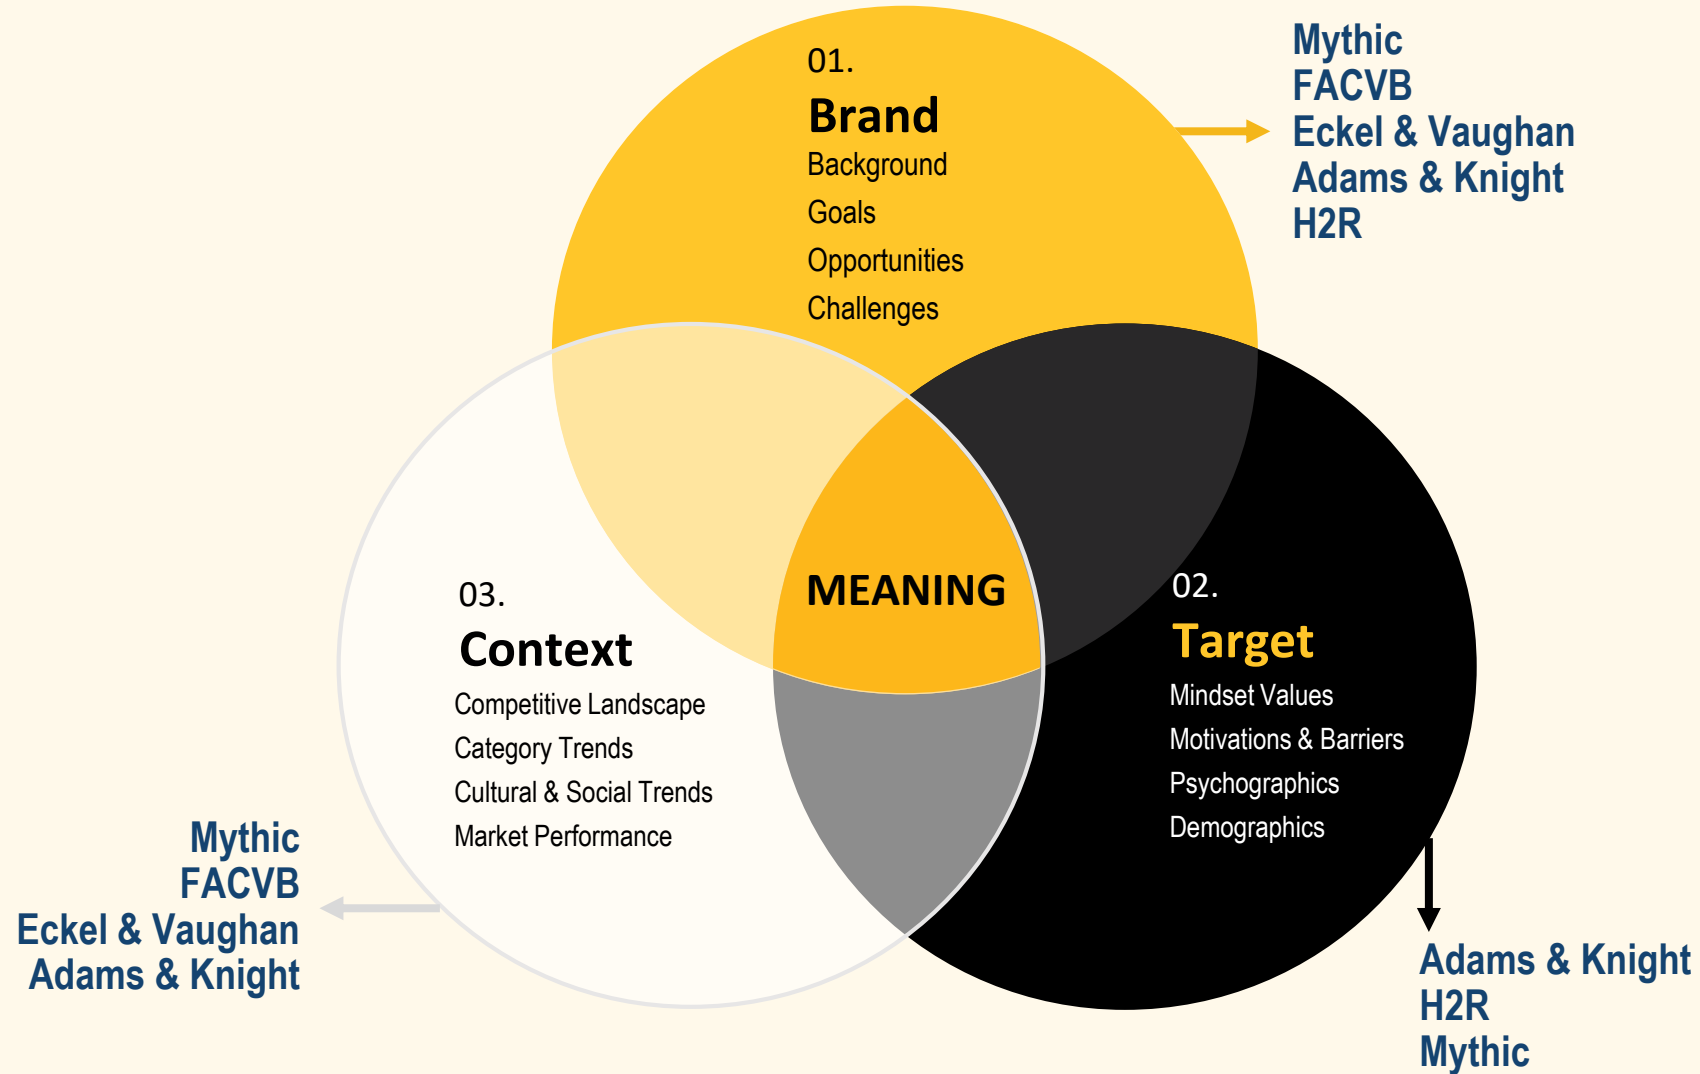 01.
Brand
Background
Goals
Opportunities
Challenges
Mythic
FACVB
Eckel & Vaughan
Adams & Knight
H2R
MEANING
02.
Target
Mindset Values
Motivations & Barriers
Psychographics
Demographics
Adams & Knight
H2R
Mythic
03.
Context
Competitive Landscape
Category Trends
Cultural & Social Trends
Market Performance
Mythic
FACVB
Eckel & Vaughan
Adams & Knight